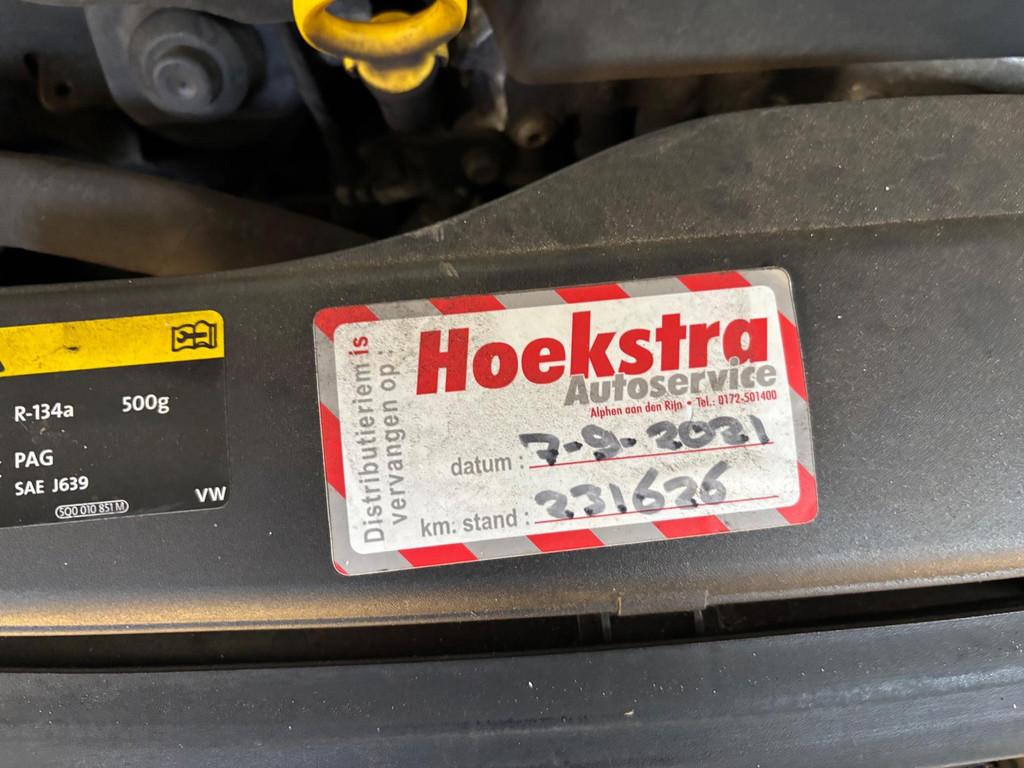 R-134a 500g
PAG
SAE J639
5Q0 010 851 M
VW
Distributieriem is
vervangen op :
Hoekstra
Autoservice
Alphen aan den Rijn • Tel.: 0172-501400
datum : 7-9-2021
km. stand : 231626